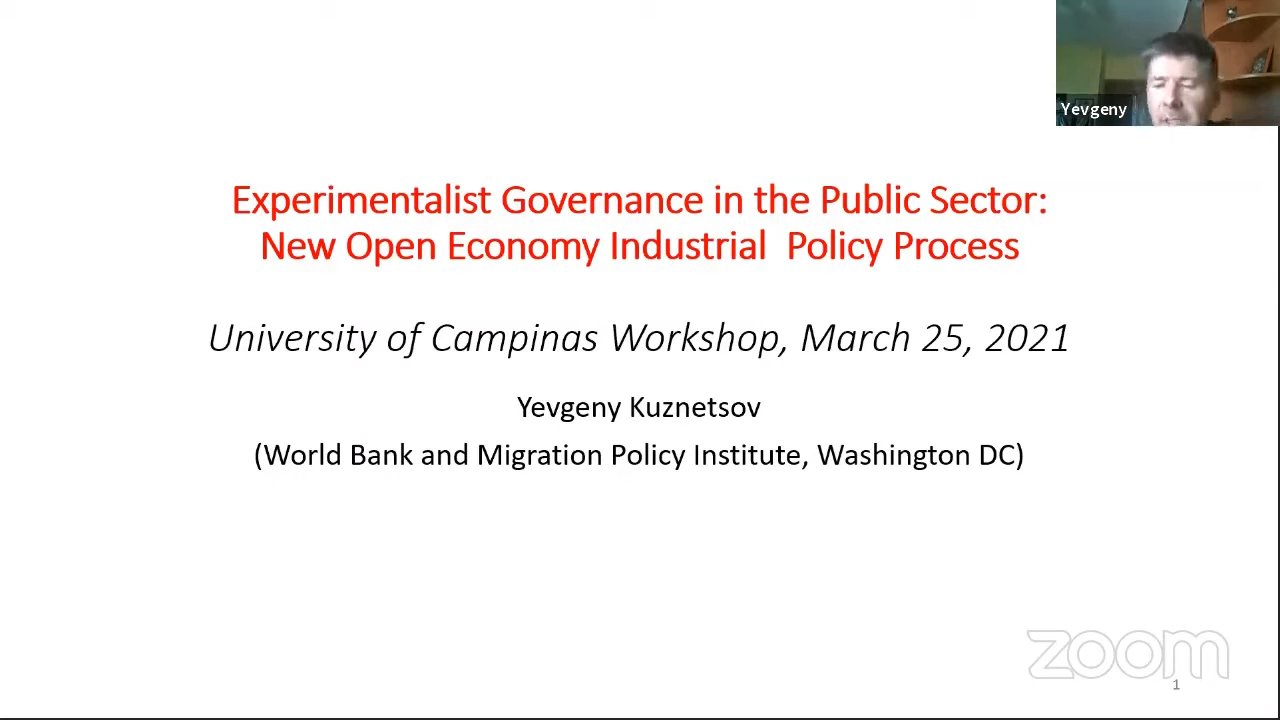 Yevgeny
Experimentalist Governance in the Public Sector:
New Open Economy Industrial  Policy Process
University of Campinas Workshop, March 25, 2021
Yevgeny Kuznetsov
(World Bank and Migration Policy Institute, Washington DC)
zoom
1